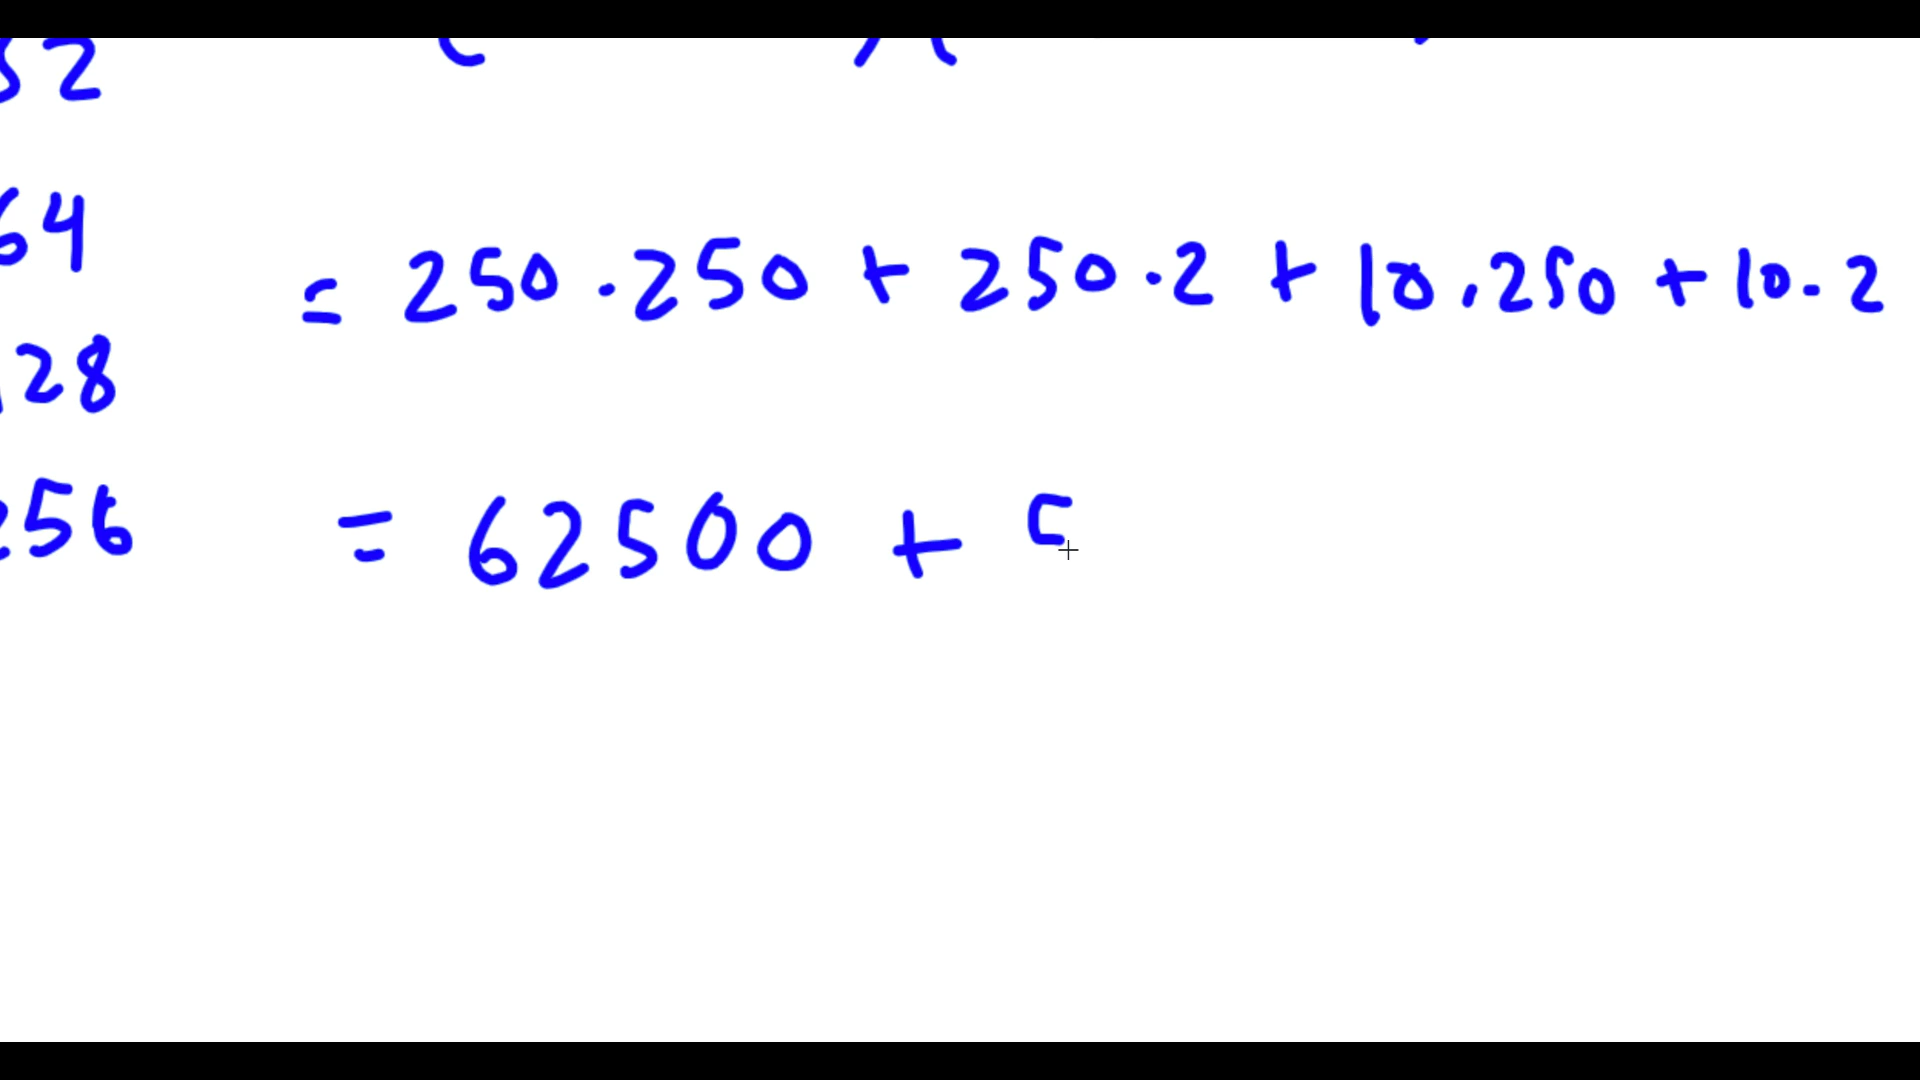 52
64
= 250 · 250 + 250 · 2 + 10 . 250 + 10 · 2
128
256
= 62500 + 5